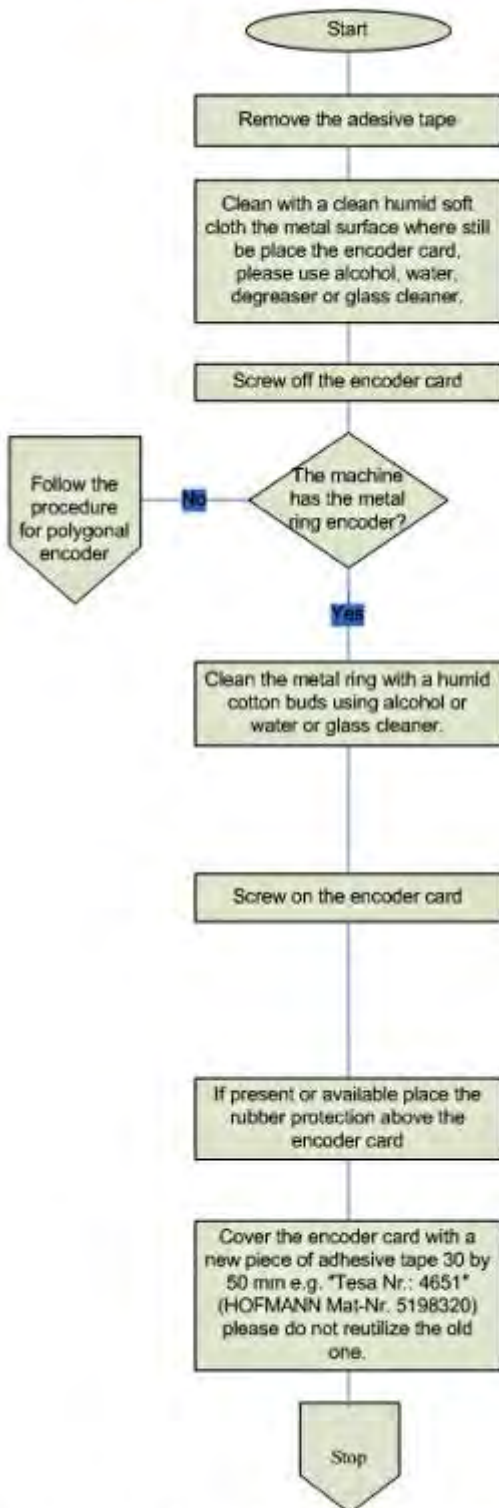 Start
Remove the adesive tape
Clean with a clean humid soft
cloth the metal surface where still
be place the encoder card,
please use alcohol, water,
degreaser or glass cleaner.
Screw off the encoder card
The machine
has the metal
ring encoder?
No
Follow the
procedure
for polygonal
encoder
Yes
Clean the metal ring with a humid
cotton buds using alcohol or
water or glass cleaner.
Screw on the encoder card
If present or available place the
rubber protection above the
encoder card
Cover the encoder card with a
new piece of adhesive tape 30 by
50 mm e.g. "Tesa Nr.: 4651"
(HOFMANN Mat-Nr. 5198320)
please do not reutilize the old
one.
Stop